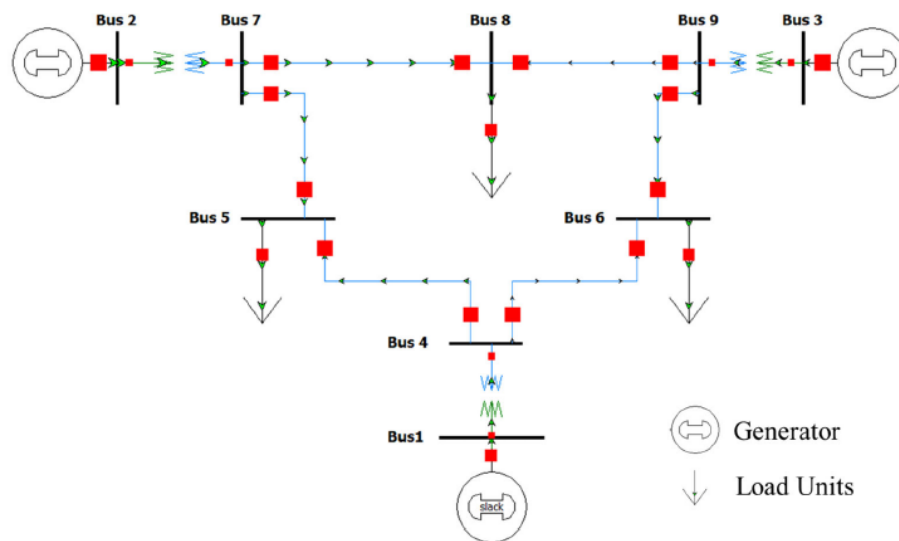 Bus 2
Bus 7
Bus 8
Bus 9
Bus 3
Bus 5
Bus 6
Bus 4
Bus1
Generator
slack
Load Units